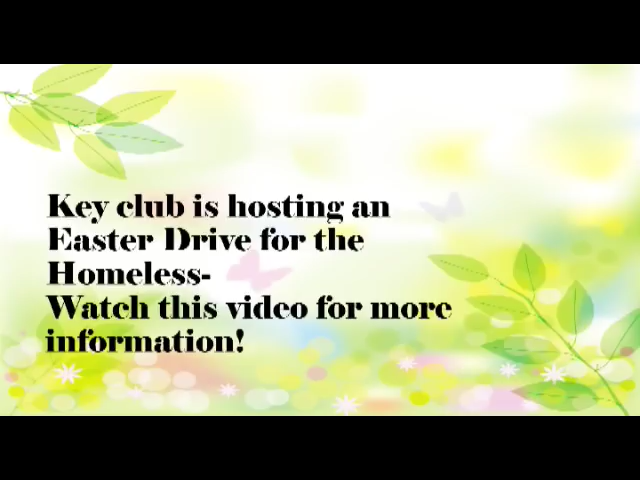 Key club is hosting an
Easter Drive for the
Homeless-
Watch this video for more
information!